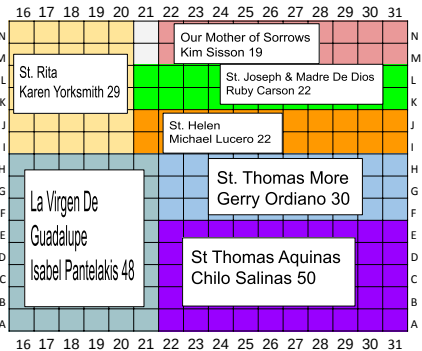 16 17 18 19 20 21 22 23 24 25 26 27 28 29 30 31
N N
M M
L L
K K
J J
I I
H H
G G
F F
E E
D D
C C
B B
A A
Our Mother of Sorrows
Kim Sisson 19
St. Rita
Karen Yorksmith 29
St. Joseph & Madre De Dios
Ruby Carson 22
St. Helen
Michael Lucero 22
St. Thomas More
Gerry Ordiano 30
La Virgen De
Guadalupe
Isabel Pantelakis 48
St Thomas Aquinas
Chilo Salinas 50
16 17 18 19 20 21 22 23 24 25 26 27 28 29 30 31